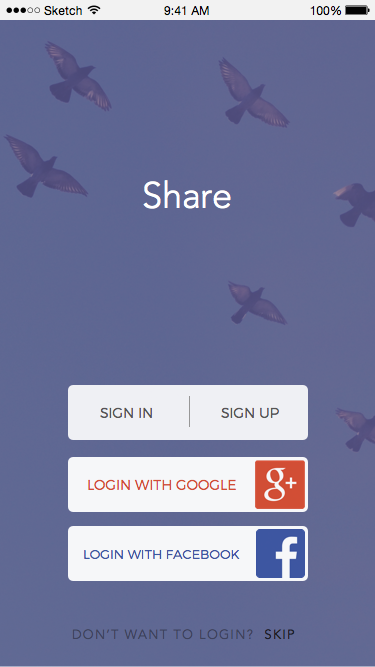 Sketch 9:41 AM 100%
Share
SIGN IN SIGN UP
LOGIN WITH GOOGLE g+
LOGIN WITH FACEBOOK f
DON'T WANT TO LOGIN? SKIP